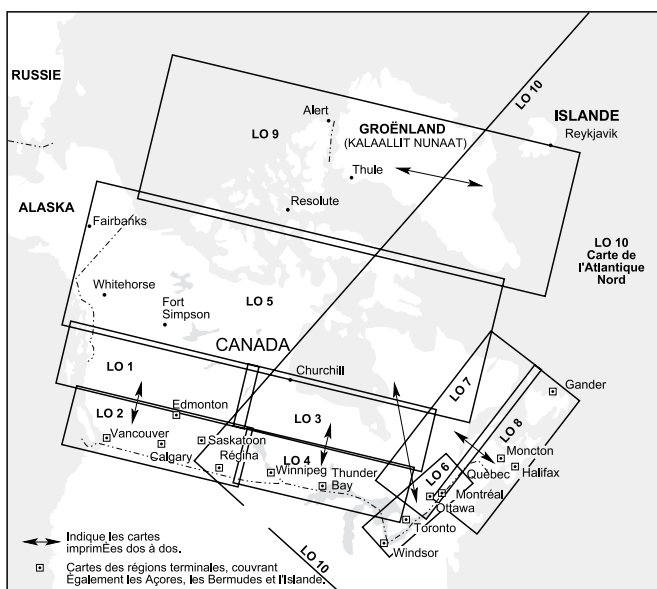 RUSSIE
LO 10
Alert
ISLANDE
LO 9
GROËNLAND
(KALAALLIT NUNAAT)
Reykjavik
Thule
ALASKA
Resolute
Fairbanks
LO 10
Carte de
l'Atlantique
Nord
Whitehorse
LO 5
Fort
Simpson
CANADA
LO 1
Churchill
LO 7
Gander
LO 2
Edmonton
LO 3
LO 8
Vancouver
Saskatoon
Calgary
Régina
LO 4
Winnipeg
Thunder
Bay
Moncton
Halifax
Quèbec
LO 6
Montréal
Ottawa
Toronto
Windsor
LO 10
Indique les cartes
imprimÉes dos à dos.
Cartes des régions terminales, couvrant
Également les Açores, les Bermudes et l'Islande.